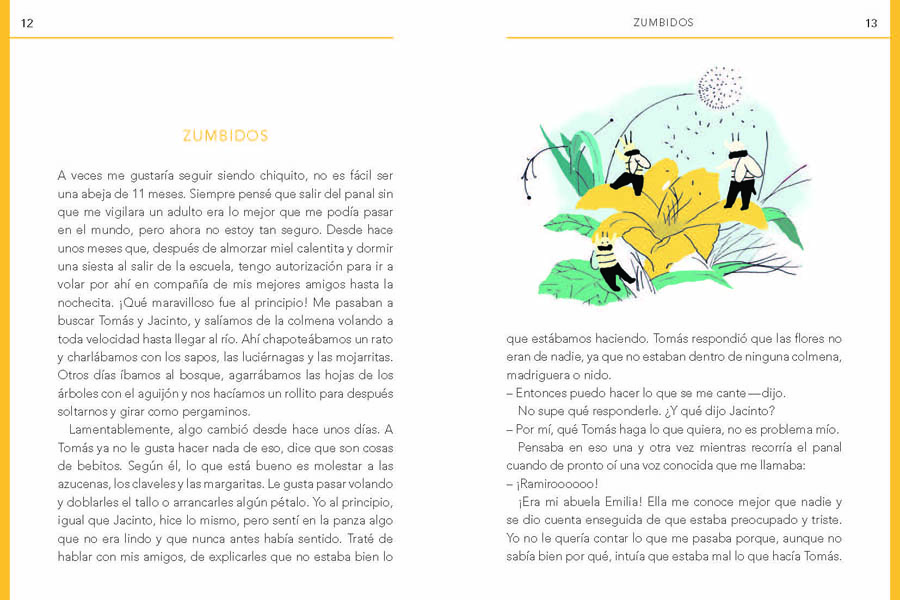 12
ZUMBIDOS
A veces me gustaría seguir siendo chiquito, no es fácil ser
una abeja de 11 meses. Siempre pensé que salir del panal sin
que me vigilara un adulto era lo mejor que me podía pasar
en el mundo, pero ahora no estoy tan seguro. Desde hace
unos meses que, después de almorzar miel calentita y dormir
una siesta al salir de la escuela, tengo autorización para ir a
volar por ahí en compañía de mis mejores amigos hasta la
nochecita. ¡Qué maravilloso fue al principio! Me pasaban a
buscar Tomás y Jacinto, y salíamos de la colmena volando a
toda velocidad hasta llegar al río. Ahí chapoteábamos un rato
y charlábamos con los sapos, las luciérnagas y las mojarritas.
Otros días íbamos al bosque, agarrábamos las hojas de los
árboles con el aguijón y nos hacíamos un rollito para después
soltarnos y girar como pergaminos.
Lamentablemente, algo cambió desde hace unos días. A
Tomás ya no le gusta hacer nada de eso, dice que son cosas
de bebitos. Según él, lo que está bueno es molestar a las
azucenas, los claveles y las margaritas. Le gusta pasar volando
y doblarles el tallo o arrancarles algún pétalo. Yo al principio,
igual que Jacinto, hice lo mismo, pero sentí en la panza algo
que no era lindo y que nunca antes había sentido. Traté de
hablar con mis amigos, de explicarles que no estaba bien lo
ZUMBIDOS
13
que estábamos haciendo. Tomás respondió que las flores no
eran de nadie, ya que no estaban dentro de ninguna colmena,
madriguera o nido.
– Entonces puedo hacer lo que se me cante — dijo.
No supe qué responderle. ¿Y qué dijo Jacinto?
– Por mí, qué Tomás haga lo que quiera, no es problema mío.
Pensaba en eso una y otra vez mientras recorría el panal
cuando de pronto oí una voz conocida que me llamaba:
– ¡Ramiroooooo!
¡Era mi abuela Emilia! Ella me conoce mejor que nadie y
se dio cuenta enseguida de que estaba preocupado y triste.
Yo no le quería contar lo que me pasaba porque, aunque no
sabía bien por qué, intuía que estaba mal lo que hacía Tomás.